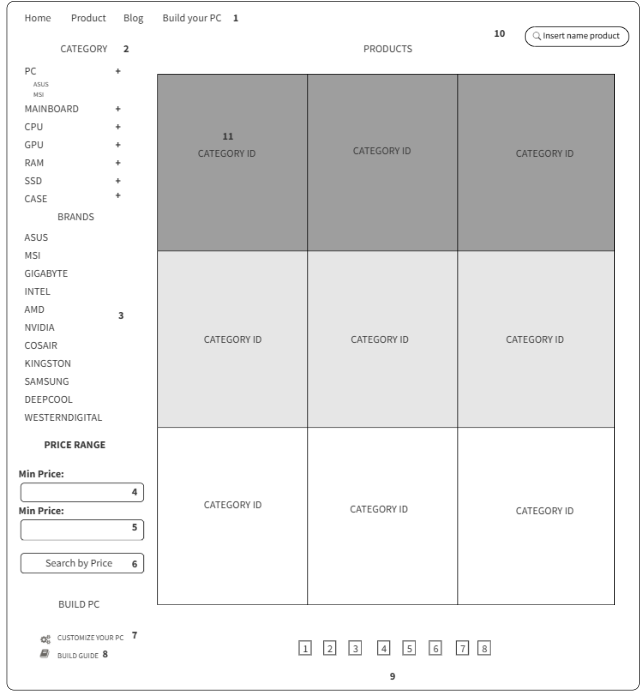 Home Product Blog Build your PC 1
10 Insert name product
CATEGORY 2
PC +
ASUS
MSI
MAINBOARD +
CPU +
GPU +
RAM +
SSD +
CASE +
BRANDS
ASUS
MSI
GIGABYTE
INTEL
AMD
3
NVIDIA
COSAIR
KINGSTON
SAMSUNG
DEEPCOOL
WESTERNDIGITAL
PRICE RANGE
Min Price:
4
Min Price:
5
Search by Price 6
BUILD PC
CUSTOMIZE YOUR PC 7
BUILD GUIDE 8
PRODUCTS
11
CATEGORY ID CATEGORY ID CATEGORY ID
CATEGORY ID CATEGORY ID CATEGORY ID
CATEGORY ID CATEGORY ID CATEGORY ID
1 2 3 4 5 6 7 8
9